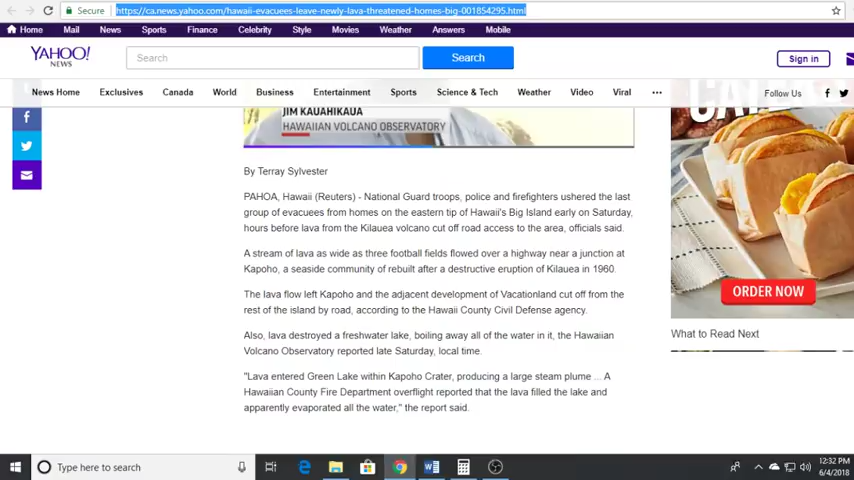 Secure
https://ca.news.yahoo.com/hawaii-evacuees-leave-newly-lava-threatened-homes-big-001854295.html
Home Mail News Sports Finance Celebrity Style Movies Weather Answers Mobile
YAHOO!
NEWS
Search
Search
Sign in
News Home Exclusives Canada World Business Entertainment Sports Science & Tech Weather Video Viral ...
Follow Us
JIM KAUAHIKAUA
HAWAIIAN VOLCANO OBSERVATORY
By Terray Sylvester
PAHOA, Hawaii (Reuters) - National Guard troops, police and firefighters ushered the last
group of evacuees from homes on the eastern tip of Hawaii's Big Island early on Saturday,
hours before lava from the Kilauea volcano cut off road access to the area, officials said.
A stream of lava as wide as three football fields flowed over a highway near a junction at
Kapoho, a seaside community of rebuilt after a destructive eruption of Kilauea in 1960.
The lava flow left Kapoho and the adjacent development of Vacationland cut off from the
rest of the island by road, according to the Hawaii County Civil Defense agency.
Also, lava destroyed a freshwater lake, boiling away all of the water in it, the Hawaiian
Volcano Observatory reported late Saturday, local time.
"Lava entered Green Lake within Kapoho Crater, producing a large steam plume ... A
Hawaiian County Fire Department overflight reported that the lava filled the lake and
apparently evaporated all the water," the report said.
ORDER NOW
What to Read Next
Type here to search
12:32 PM
6/4/2018